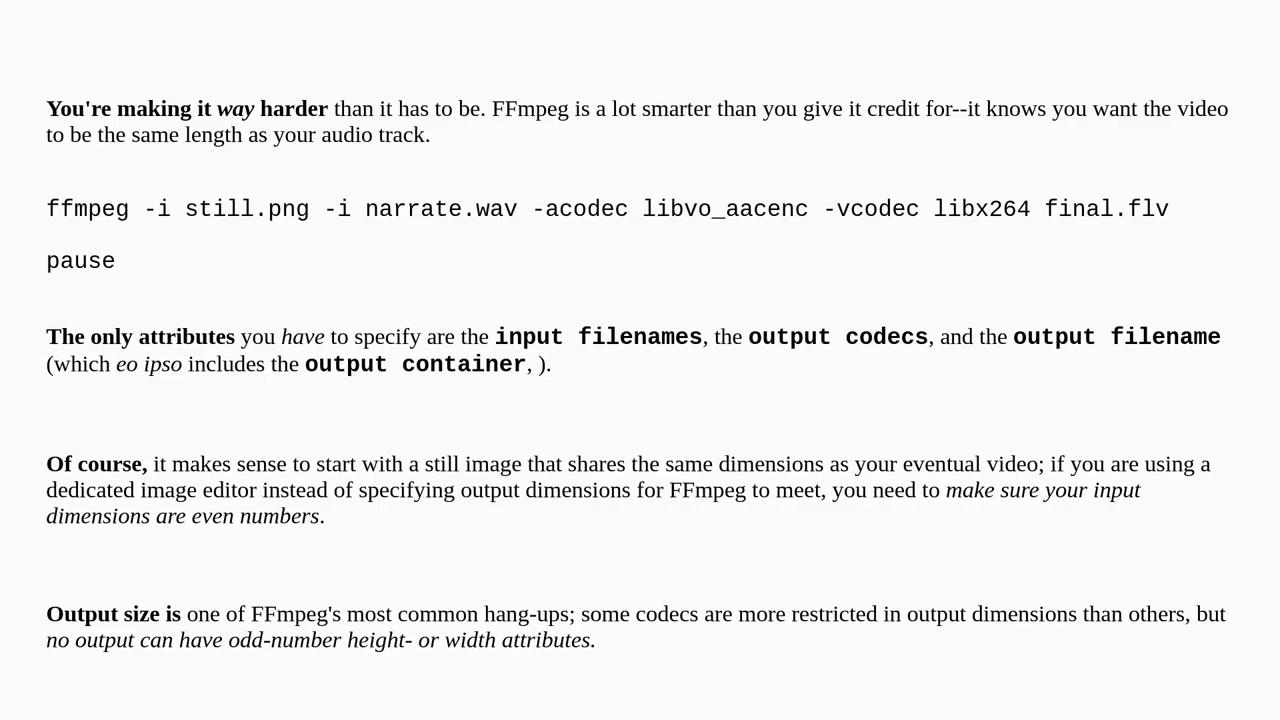 You're making it way harder than it has to be. FFmpeg is a lot smarter than you give it credit for--it knows you want the video
to be the same length as your audio track.
ffmpeg -i still.png -i narrate.wav -acodec libvo_aacenc -vcodec libx264 final.flv
pause
The only attributes you have to specify are the input filenames, the output codecs, and the output filename
(which eo ipso includes the output container, ).
Of course, it makes sense to start with a still image that shares the same dimensions as your eventual video; if you are using a
dedicated image editor instead of specifying output dimensions for FFmpeg to meet, you need to make sure your input
dimensions are even numbers.
Output size is one of FFmpeg's most common hang-ups; some codecs are more restricted in output dimensions than others, but
no output can have odd-number height- or width attributes.